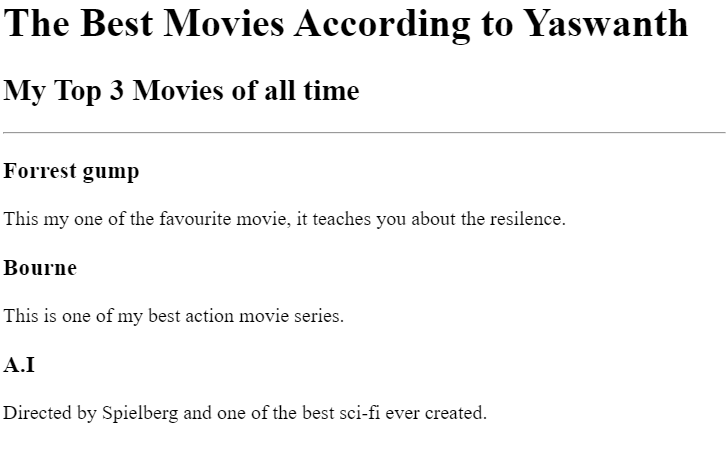 The Best Movies According to Yaswanth
My Top 3 Movies of all time
Forrest gump
This my one of the favourite movie, it teaches you about the resilence.
Bourne
This is one of my best action movie series.
A.I
Directed by Spielberg and one of the best sci-fi ever created.